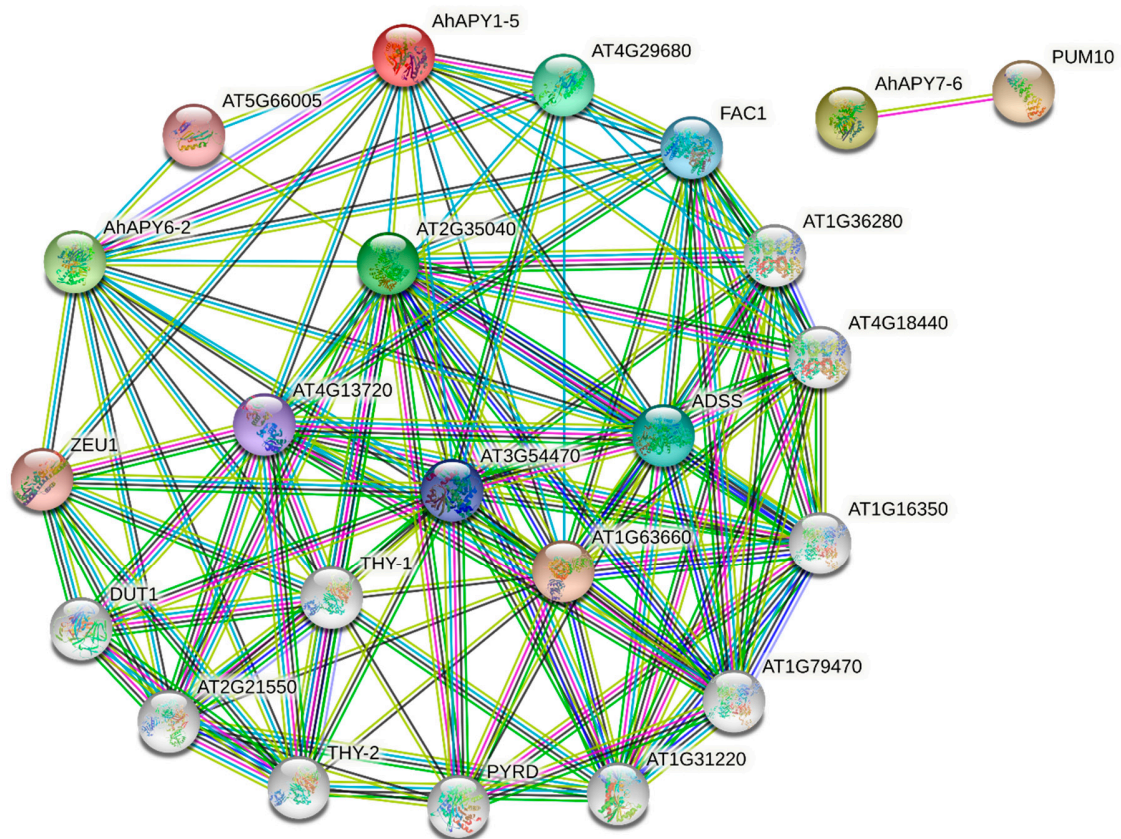 AhAPY1-5
AT4G29680
PUM10
AhAPY7-6
AT5G66005
FAC1
AhAPY6-2
AT2G35040
AT1G36280
AT4G18440
AT4G13720
ADSS
ZEU1
AT3G54470
AT1G16350
AT1G63660
THY-1
DUT1
AT1G79470
AT2G21550
THY-2
PYRD
AT1G31220